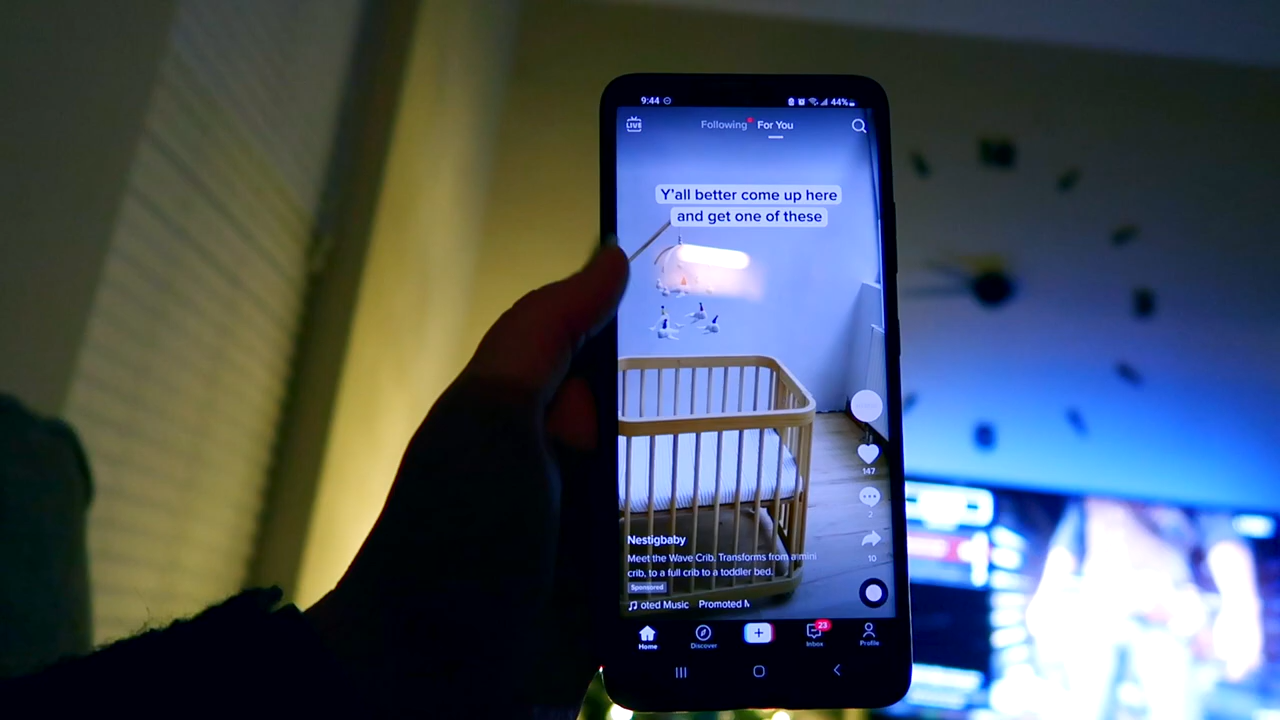 9:44 44%
LIVE Following For You
Y'all better come up here
and get one of these
147
2
10
Nestigbaby
Meet the Wave Crib. Transforms from a mini
crib, to a full crib to a toddler bed.
Sponsored
oted Music Promoted M
23
Home Discover Inbox Profile